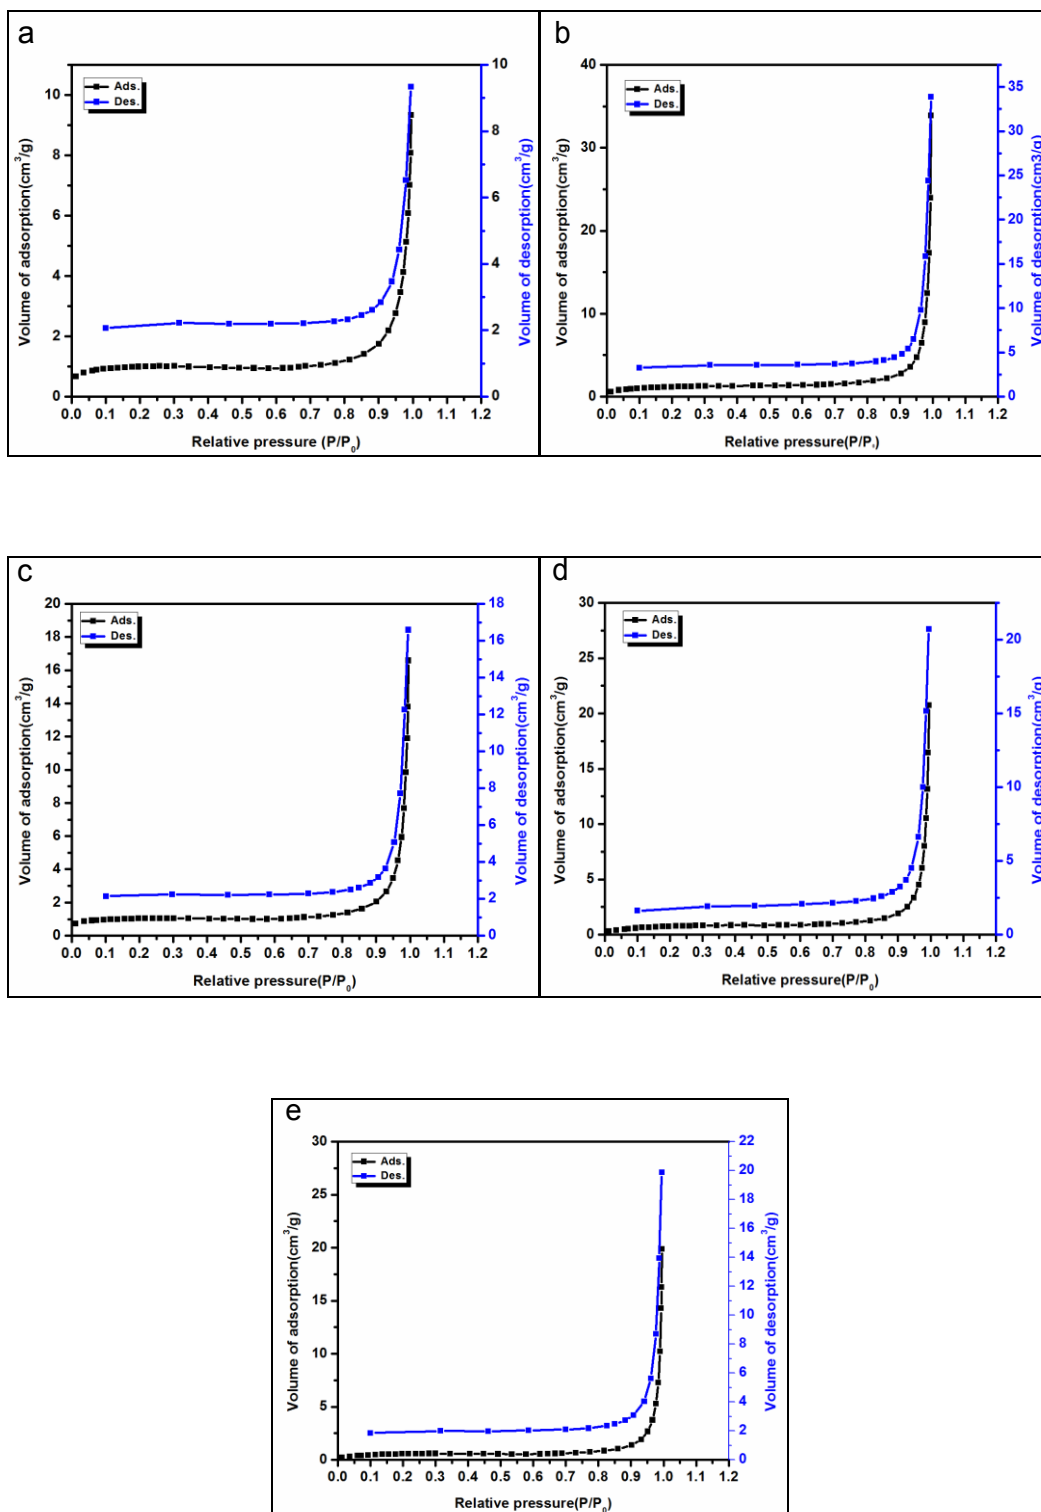 a
Ads.
Des.
Volume of adsorption(cm³/g)
10
8
6
4
2
0
10
8
6
4
2
0
Volume of desorption(cm³/g)
0.0 0.1 0.2 0.3 0.4 0.5 0.6 0.7 0.8 0.9 1.0 1.1 1.2
Relative pressure (P/P₀)
b
Ads.
Des.
Volume of adsorption(cm³/g)
40
30
20
10
0
35
30
25
20
15
10
5
0
Volume of desorption(cm3/g)
0.0 0.1 0.2 0.3 0.4 0.5 0.6 0.7 0.8 0.9 1.0 1.1 1.2
Relative pressure(P/P
c
Ads.
Des.
Volume of adsorption(cm³/g)
20
18
16
14
12
10
8
6
4
2
0
18
16
14
12
10
8
6
4
2
0
Volume of desorption(cm³/g)
0.0 0.1 0.2 0.3 0.4 0.5 0.6 0.7 0.8 0.9 1.0 1.1 1.2
Relative pressure(P/P₀)
d
Ads.
Des.
Volume of adsorption(cm³/g)
30
25
20
15
10
5
0
20
15
10
5
0
Volume of desorption(cm³/g)
0.0 0.1 0.2 0.3 0.4 0.5 0.6 0.7 0.8 0.9 1.0 1.1 1.2
Relative pressure(P/P₀)
e
Ads.
Des.
Volume of adsorption(cm³/g)
30
25
20
15
10
5
0
22
20
18
16
14
12
10
8
6
4
2
0
Volume of desorption(cm³/g)
0.0 0.1 0.2 0.3 0.4 0.5 0.6 0.7 0.8 0.9 1.0 1.1 1.2
Relative pressure(P/P₀)